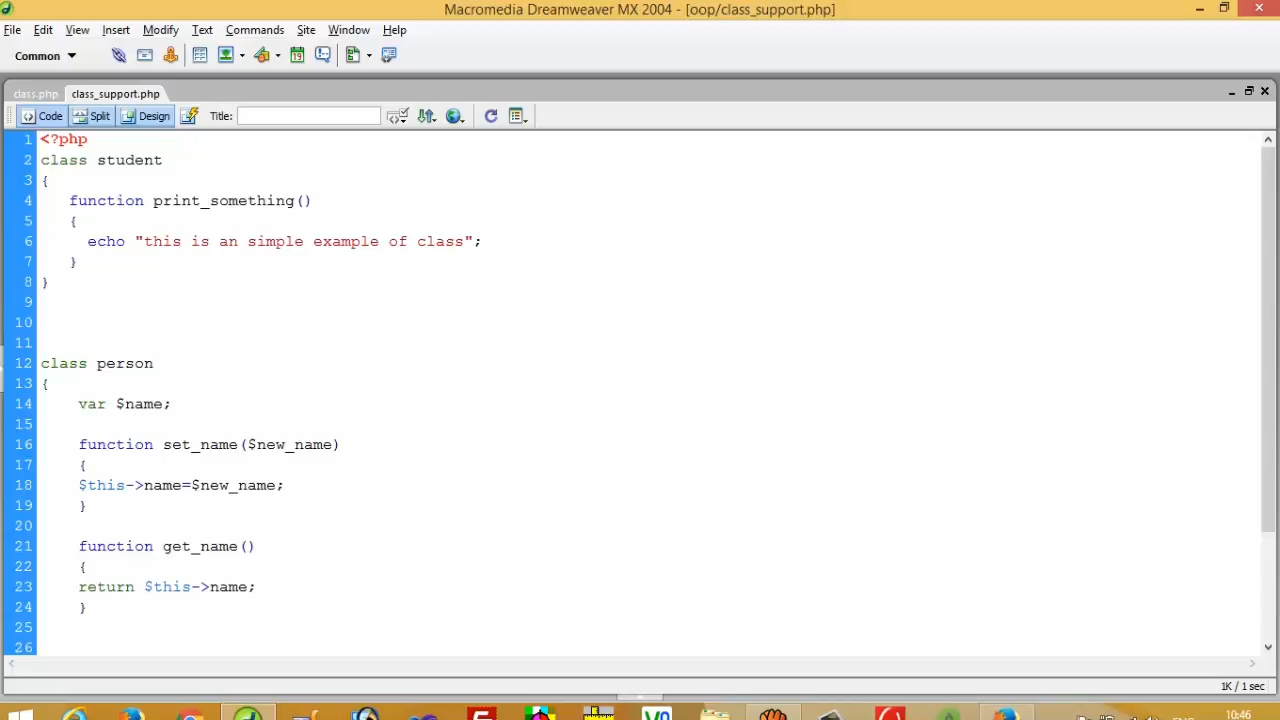 Macromedia Dreamweaver MX 2004 - [oop/class_support.php]
File Edit View Insert Modify Text Commands Site Window Help
Common
19
class.php class_support.php
Code Split Design Title:
1 <?php
2 class student
3 {
4 function print_something()
5 {
6 echo "this is an simple example of class";
7 }
8 }
9
10
11
12 class person
13 {
14 var $name;
15
16 function set_name($new_name)
17 {
18 $this->name=$new_name;
19 }
20
21 function get_name()
22 {
23 return $this->name;
24 }
25
26
1K / 1 sec
10:46